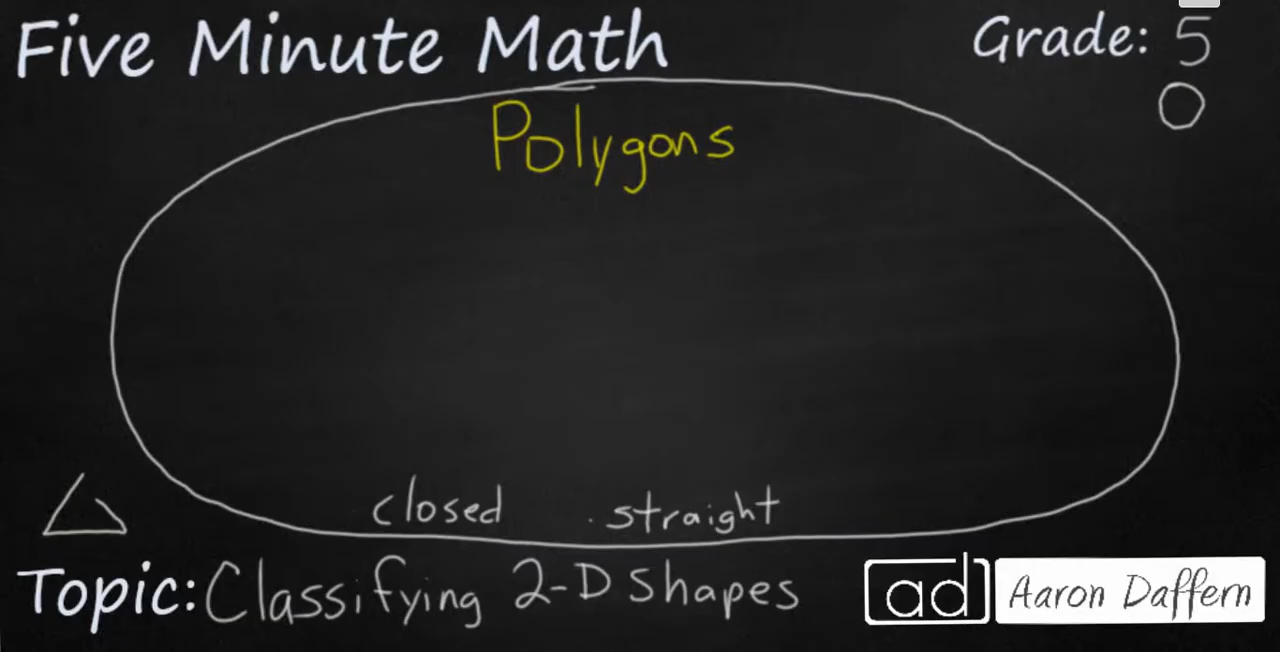 Five Minute Math
Grade: 5
Polygons
closed straight
Topic: Classifying 2-D Shapes
ad Aaron Daffern